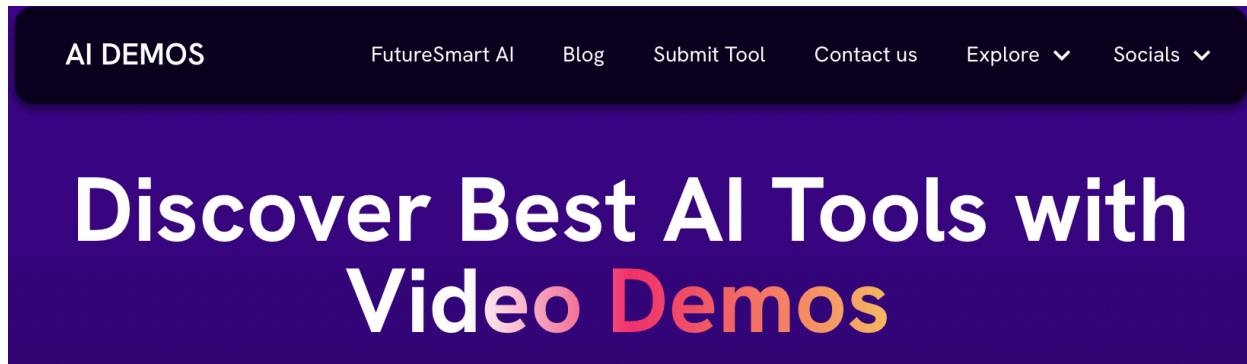 AI DEMOS FutureSmart AI Blog Submit Tool Contact us Explore Socials
Discover Best AI Tools with
Video Demos